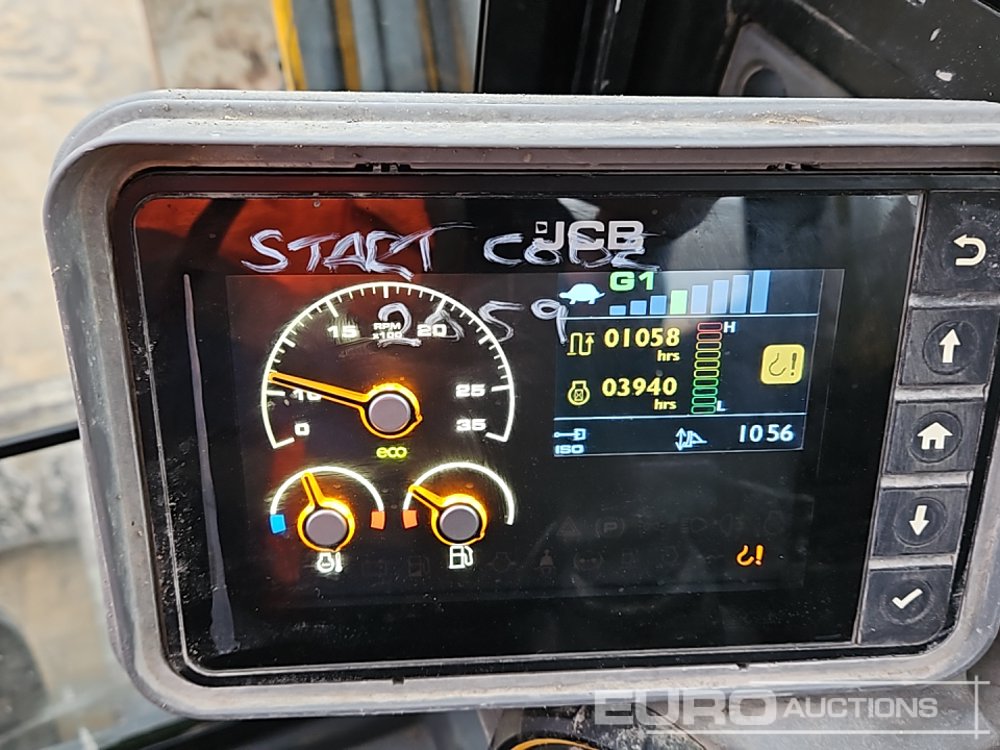 JCB
START CODE
2659
G1
15 RPM x100 20
10 25
0 35
eco
01058 hrs
H
03940 hrs
L
ISO
1056
P
EURO AUCTIONS